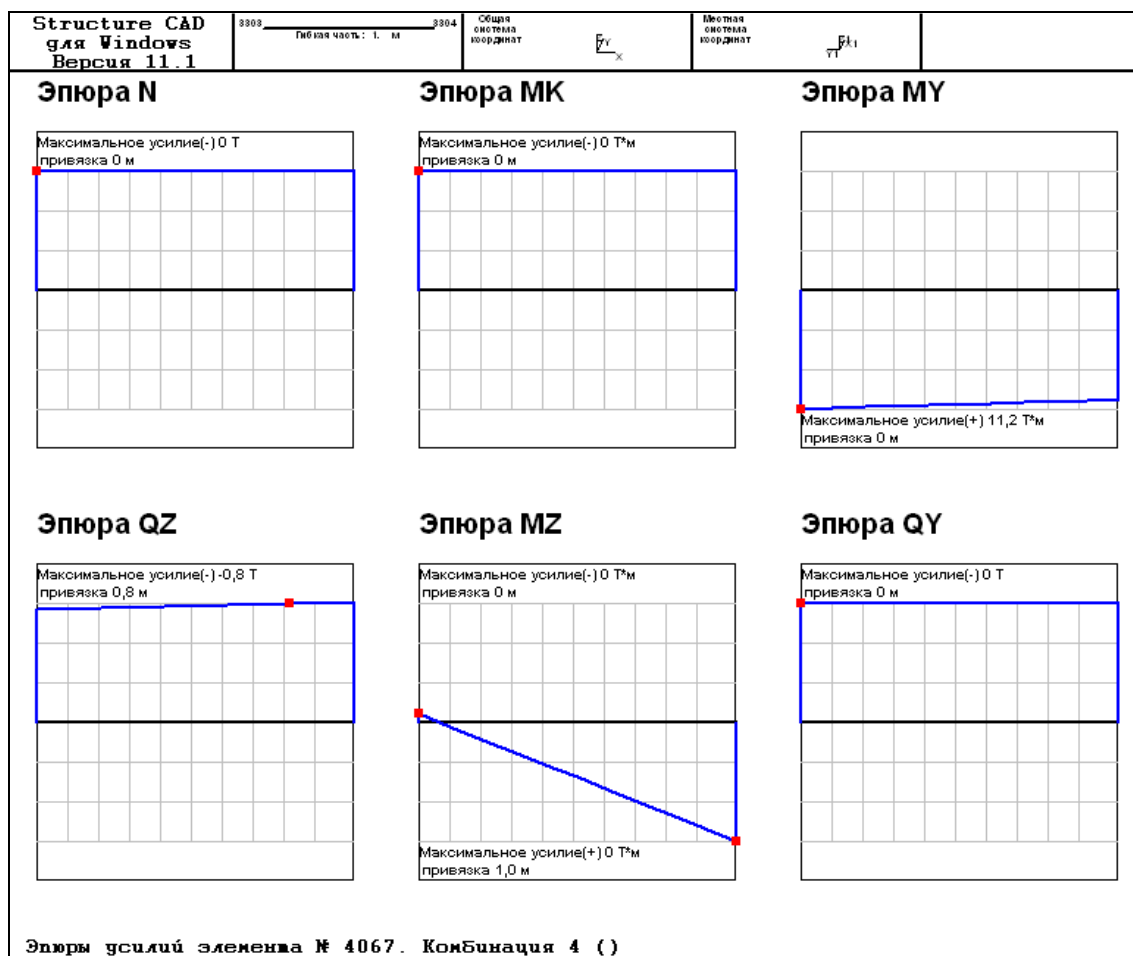 Structure CAD
для Windows
Версия 11.1
3303 3304
Гибкая часть: 1. м
Общая
система
координат
Y
X
Местная
система
координат
Y1
Эпюра N
Эпюра MK
Эпюра MY
Максимальное усилие(-) 0 Т
привязка 0 м
Максимальное усилие(-) 0 Т*м
привязка 0 м
Максимальное усилие(+) 11,2 Т*м
привязка 0 м
Эпюра QZ
Эпюра MZ
Эпюра QY
Максимальное усилие(-) -0,8 Т
привязка 0,8 м
Максимальное усилие(-) 0 Т*м
привязка 0 м
Максимальное усилие(-) 0 Т
привязка 0 м
Максимальное усилие(+) 0 Т*м
привязка 1,0 м
Эпюры усилий элемента № 4067. Комбинация 4 ()